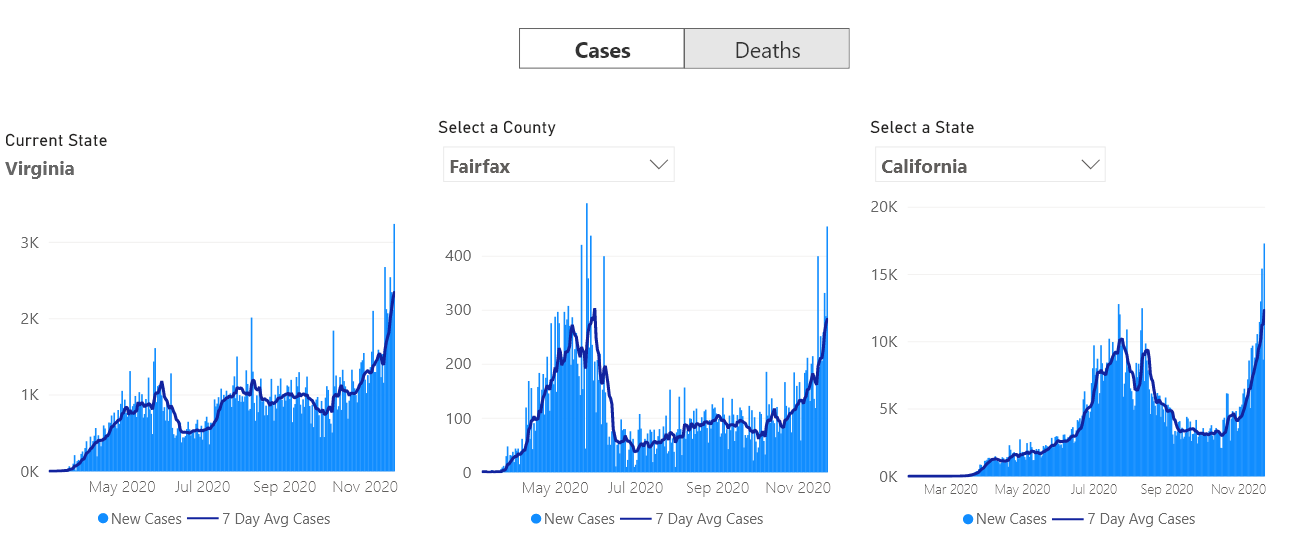 Cases Deaths
Current State
Virginia
3K
2K
1K
0K
May 2020 Jul 2020 Sep 2020 Nov 2020
New Cases 7 Day Avg Cases
Select a County
Fairfax
400
300
200
100
0
May 2020 Jul 2020 Sep 2020 Nov 2020
New Cases 7 Day Avg Cases
Select a State
California
20K
15K
10K
5K
0K
Mar 2020 May 2020 Jul 2020 Sep 2020 Nov 2020
New Cases 7 Day Avg Cases